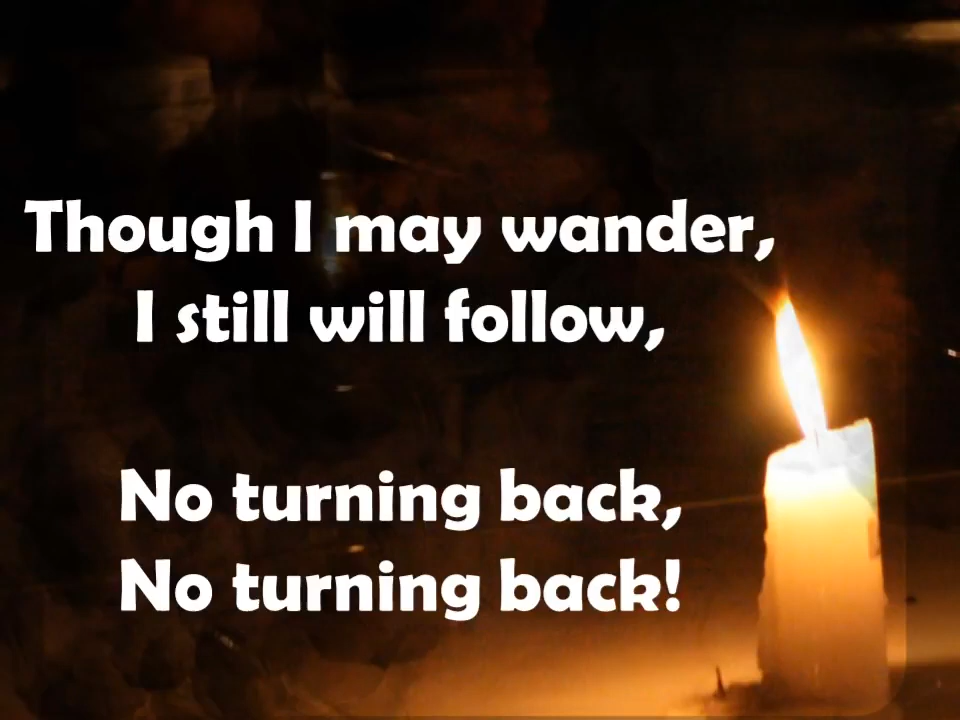 Though I may wander,
I still will follow,
No turning back,
No turning back!